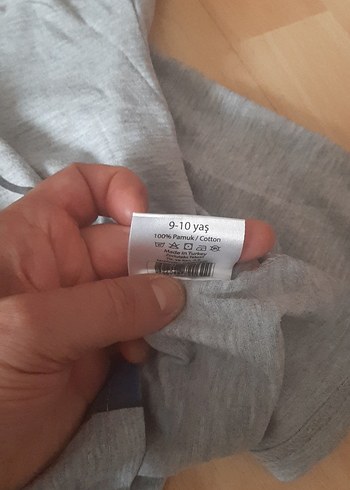 9-10 yaş
100% Pamuk / Cotton
Made in Turkey